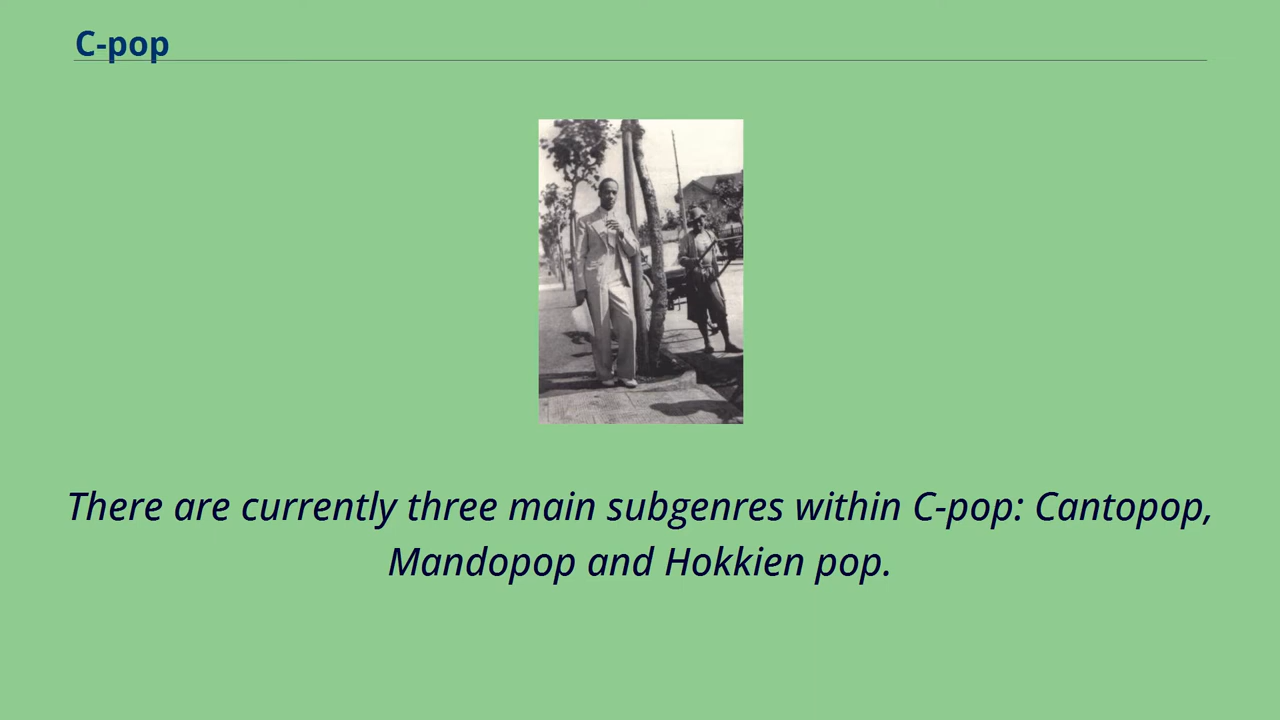 C-pop
There are currently three main subgenres within C-pop: Cantopop,
Mandopop and Hokkien pop.